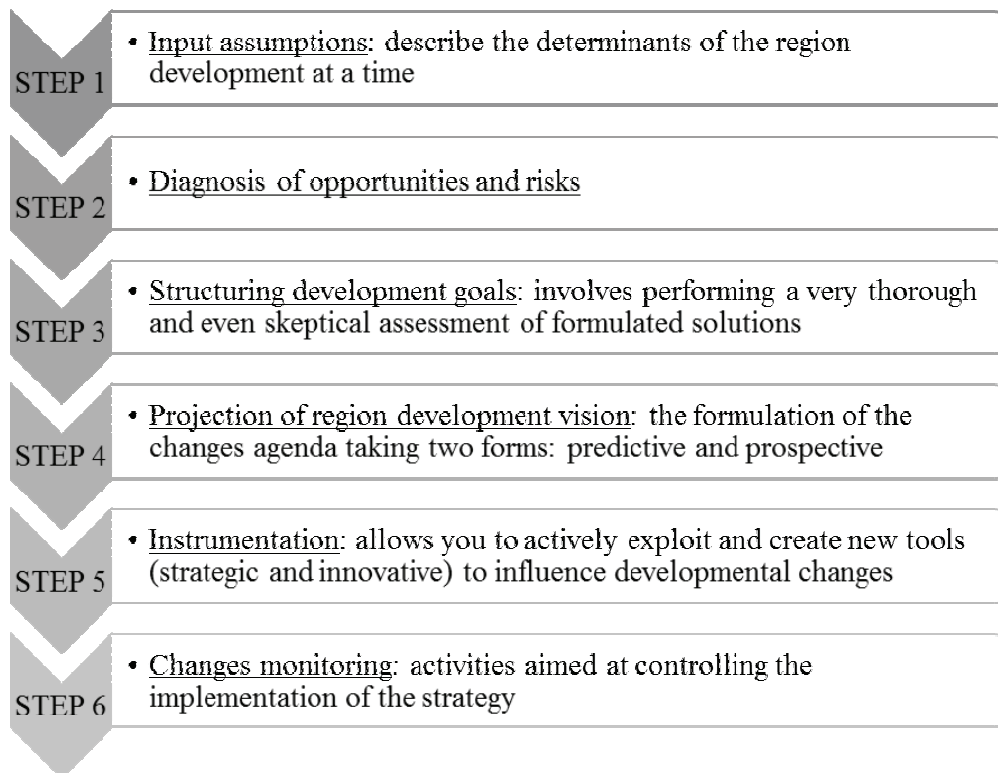 STEP 1
• Input assumptions: describe the determinants of the region
development at a time
STEP 2
• Diagnosis of opportunities and risks
STEP 3
• Structuring development goals: involves performing a very thorough
and even skeptical assessment of formulated solutions
STEP 4
• Projection of region development vision: the formulation of the
changes agenda taking two forms: predictive and prospective
STEP 5
• Instrumentation: allows you to actively exploit and create new tools
(strategic and innovative) to influence developmental changes
STEP 6
• Changes monitoring: activities aimed at controlling the
implementation of the strategy